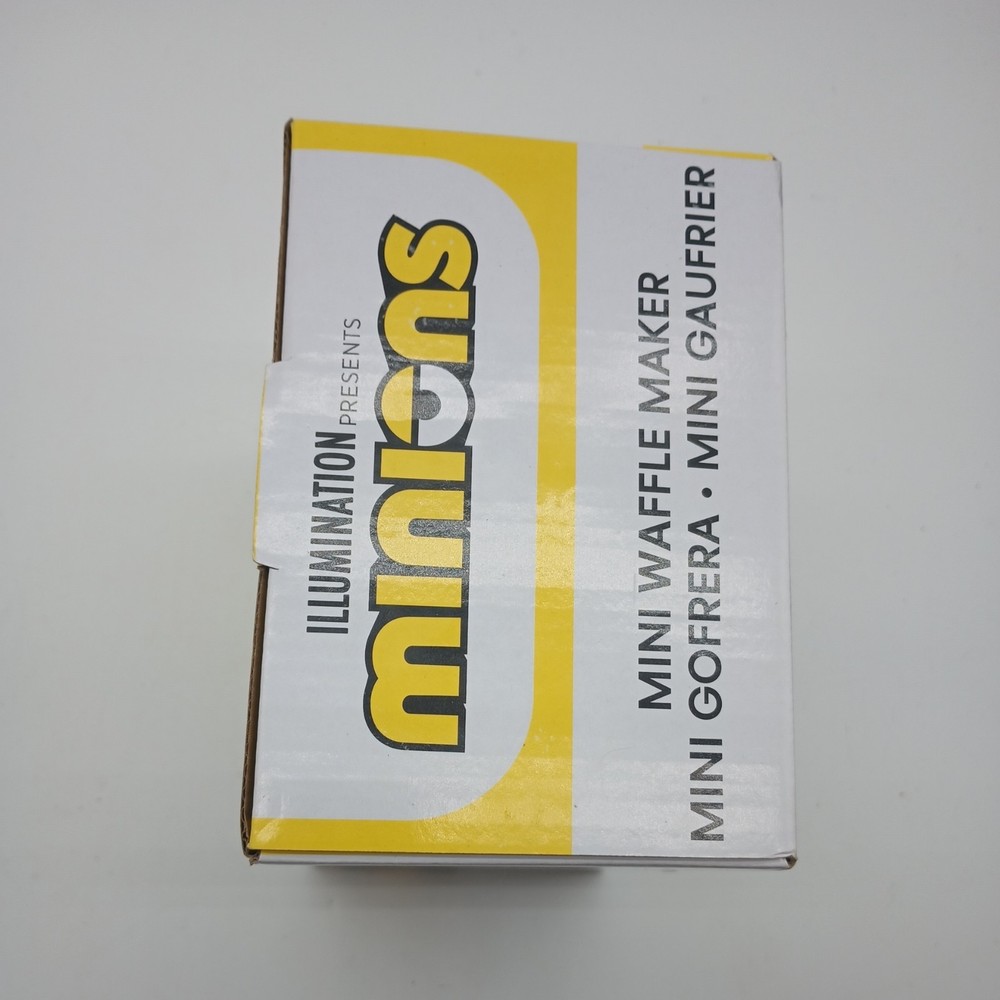 ILLUMINATION PRESENTS
minions
MINI WAFFLE MAKER
MINI GOFRERA • MINI GAUFRIER